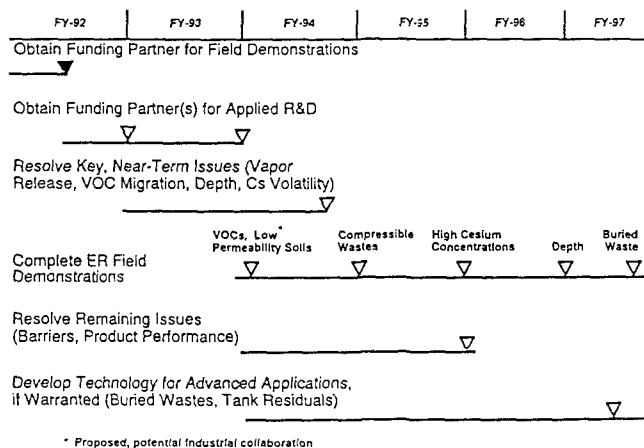 FY-92 FY-93 FY-94 FY-95 FY-96 FY-97
Obtain Funding Partner for Field Demonstrations
Obtain Funding Partner(s) for Applied R&D
Resolve Key, Near-Term Issues (Vapor
Release, VOC Migration, Depth, Cs Volatility)
VOCs, Low*
Permeability Soils
Compressible
Wastes
High Cesium
Concentrations
Depth
Buried
Waste
Complete ER Field
Demonstrations
Resolve Remaining Issues
(Barriers, Product Performance)
Develop Technology for Advanced Applications,
if Warranted (Buried Wastes, Tank Residuals)
* Proposed, potential industrial collaboration